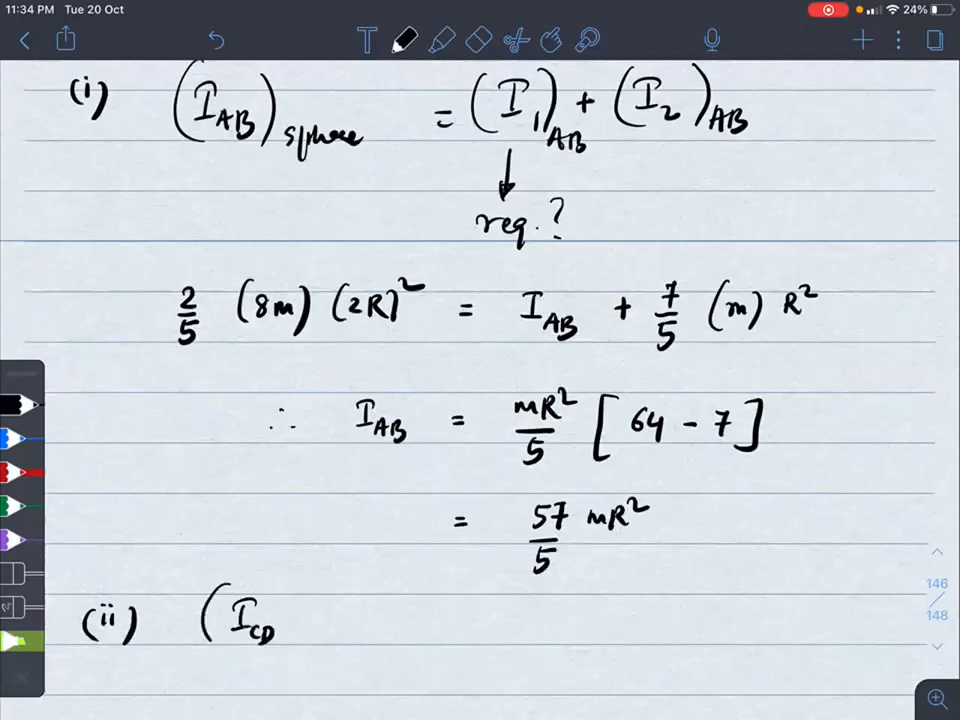 11:34 PM Tue 20 Oct 24%
(i) (I_AB)_sphere = (I_1)_AB + (I_2)_AB
↓
req.?
2/5 (8m) (2R)^2 = I_AB + 7/5 (m) R^2
∴ I_AB = mR^2/5 [64 - 7]
= 57/5 mR^2
146
/
148
(ii) (I_CD